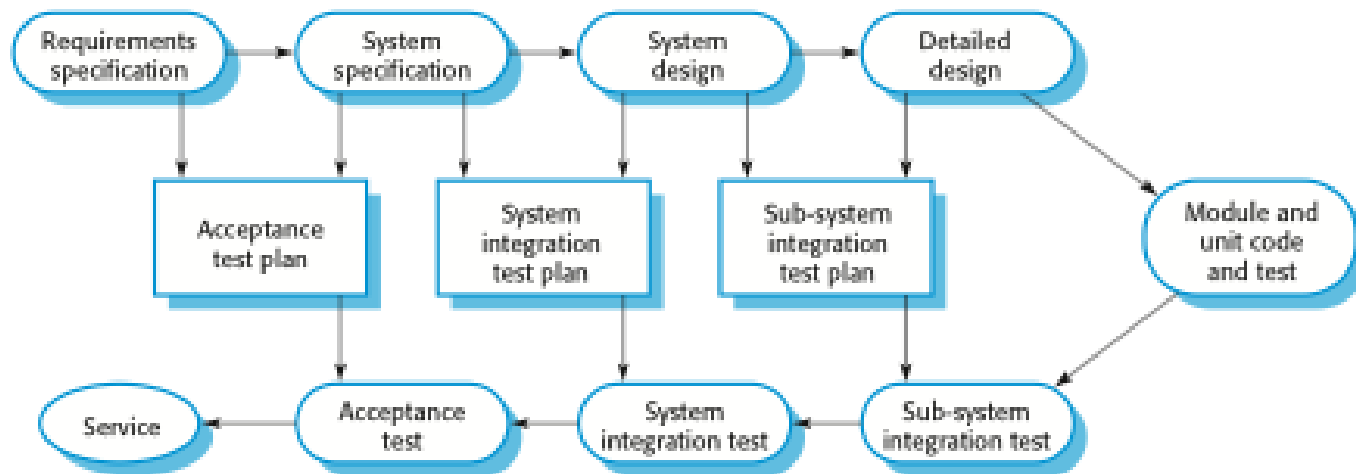 Requirements
specification
System
specification
System
design
Detailed
design
Acceptance
test plan
System
integration
test plan
Sub-system
integration
test plan
Module and
unit code
and test
Service
Acceptance
test
System
integration test
Sub-system
integration test